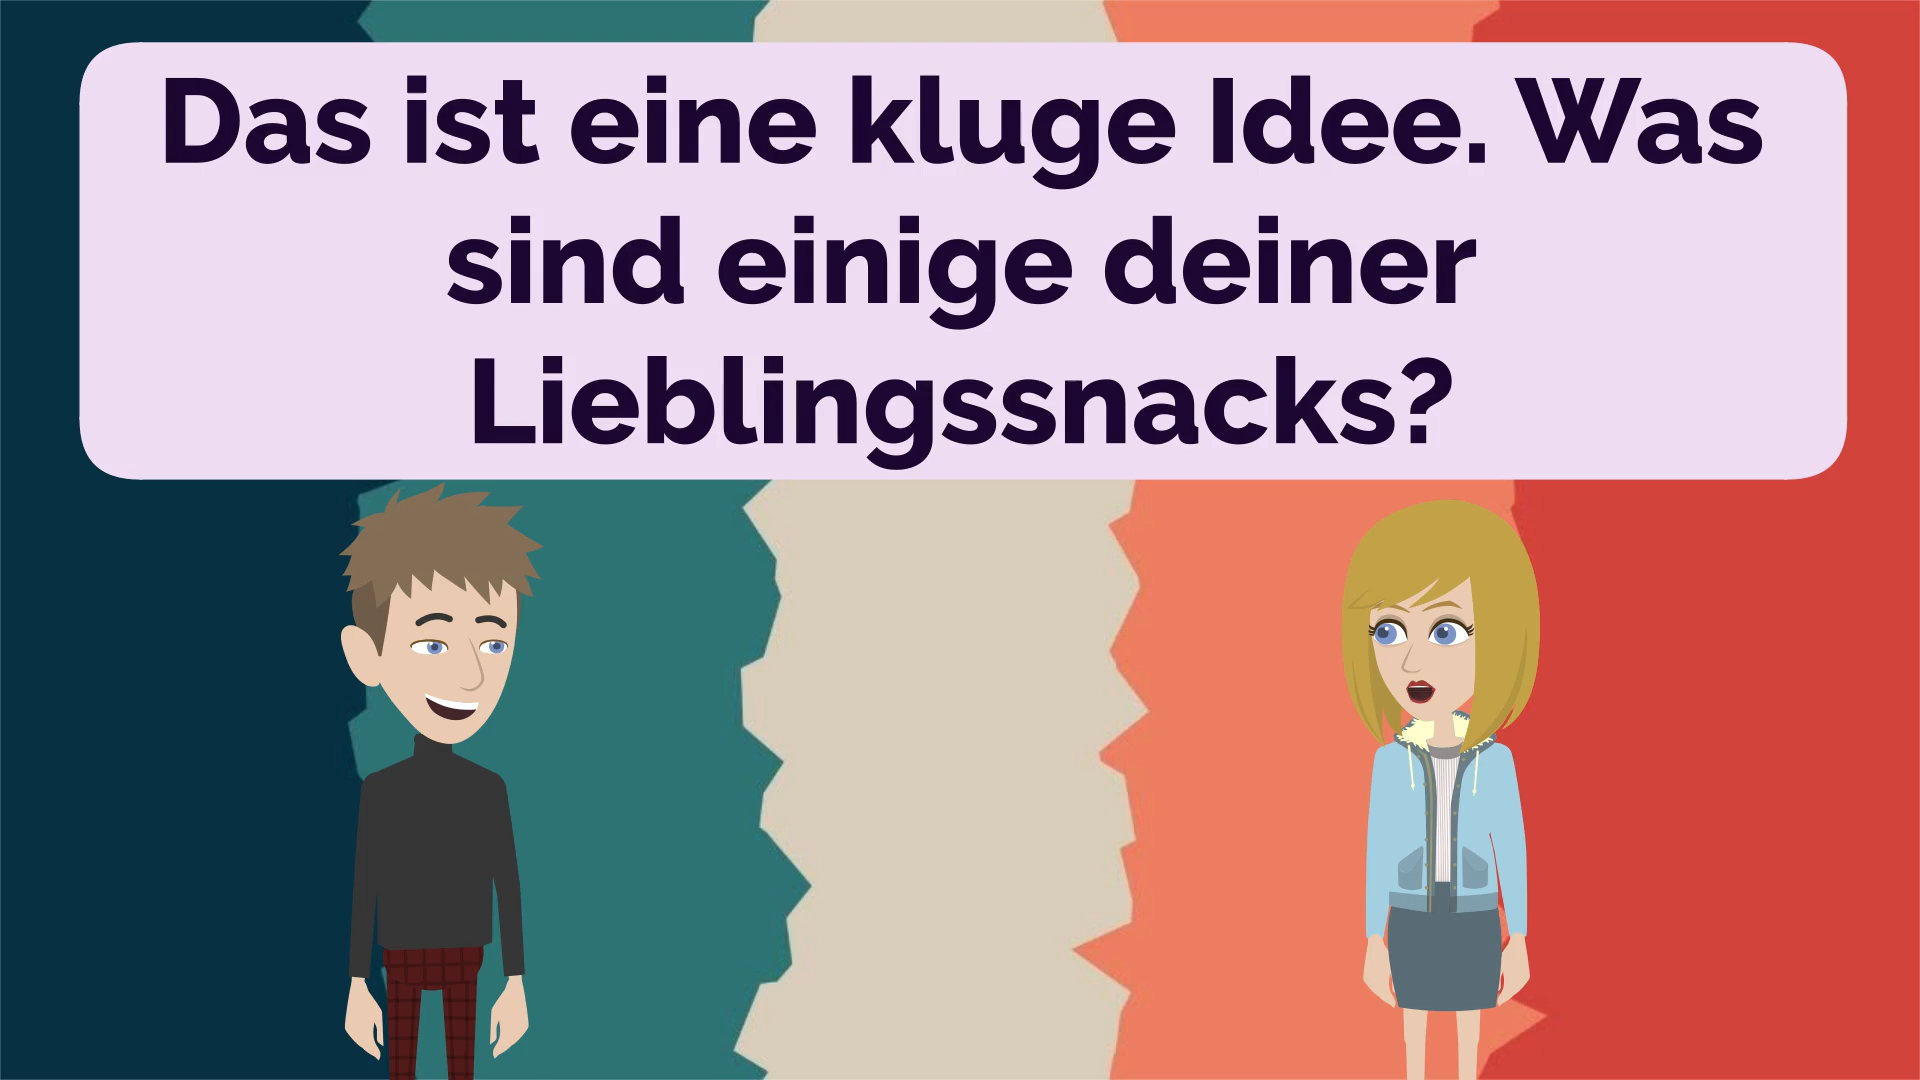 Das ist eine kluge Idee. Was
sind einige deiner
Lieblingssnacks?